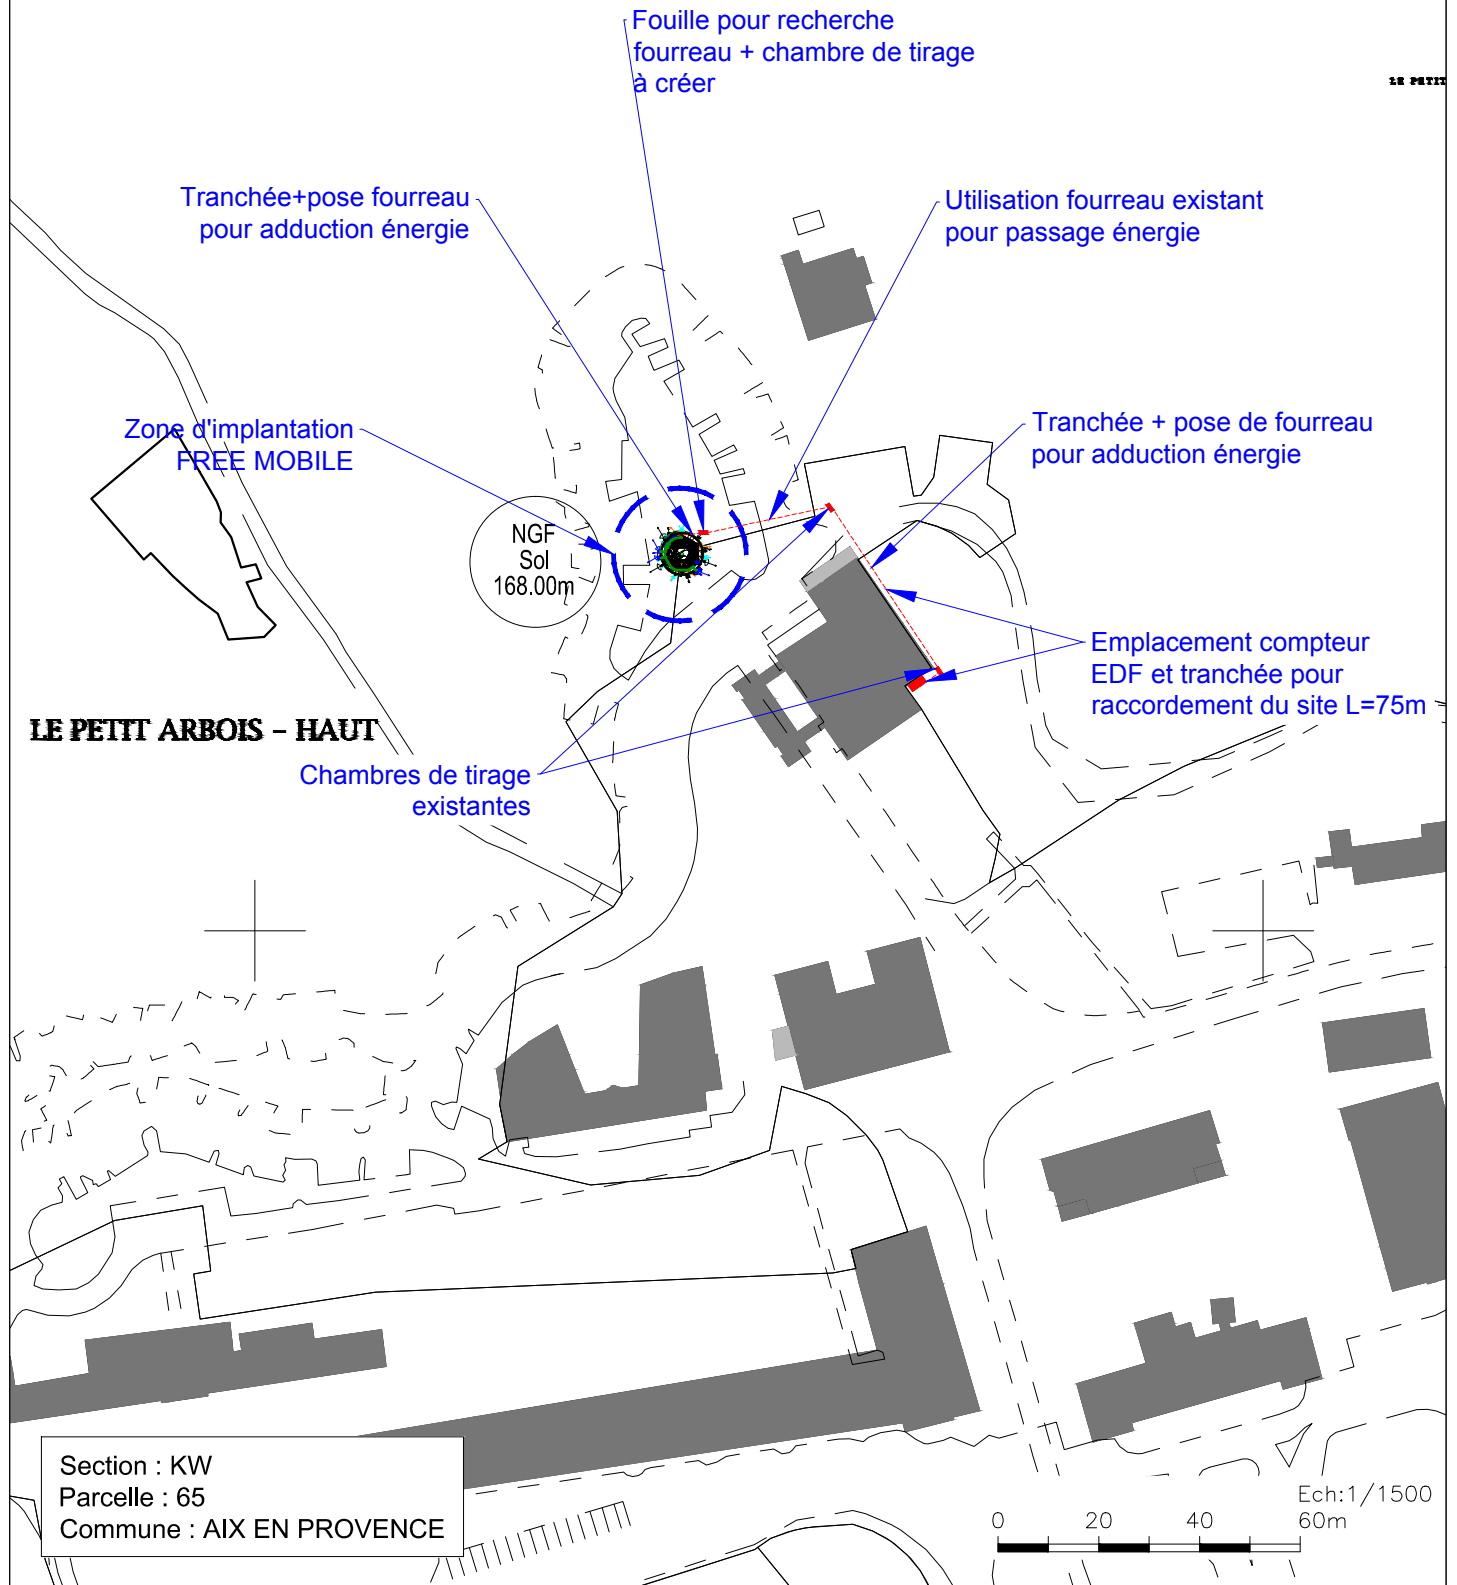 Fouille pour recherche
fourreau + chambre de tirage
à créer
LE PETIT
Tranchée+pose fourreau
pour adduction énergie
Utilisation fourreau existant
pour passage énergie
Zone d'implantation
FREE MOBILE
Tranchée + pose de fourreau
pour adduction énergie
NGF
Sol
168.00m
Emplacement compteur
EDF et tranchée pour
raccordement du site L=75m
LE PETIT ARBOIS - HAUT
Chambres de tirage
existantes
Section : KW
Parcelle : 65
Commune : AIX EN PROVENCE
Ech:1/1500
0 20 40 60m